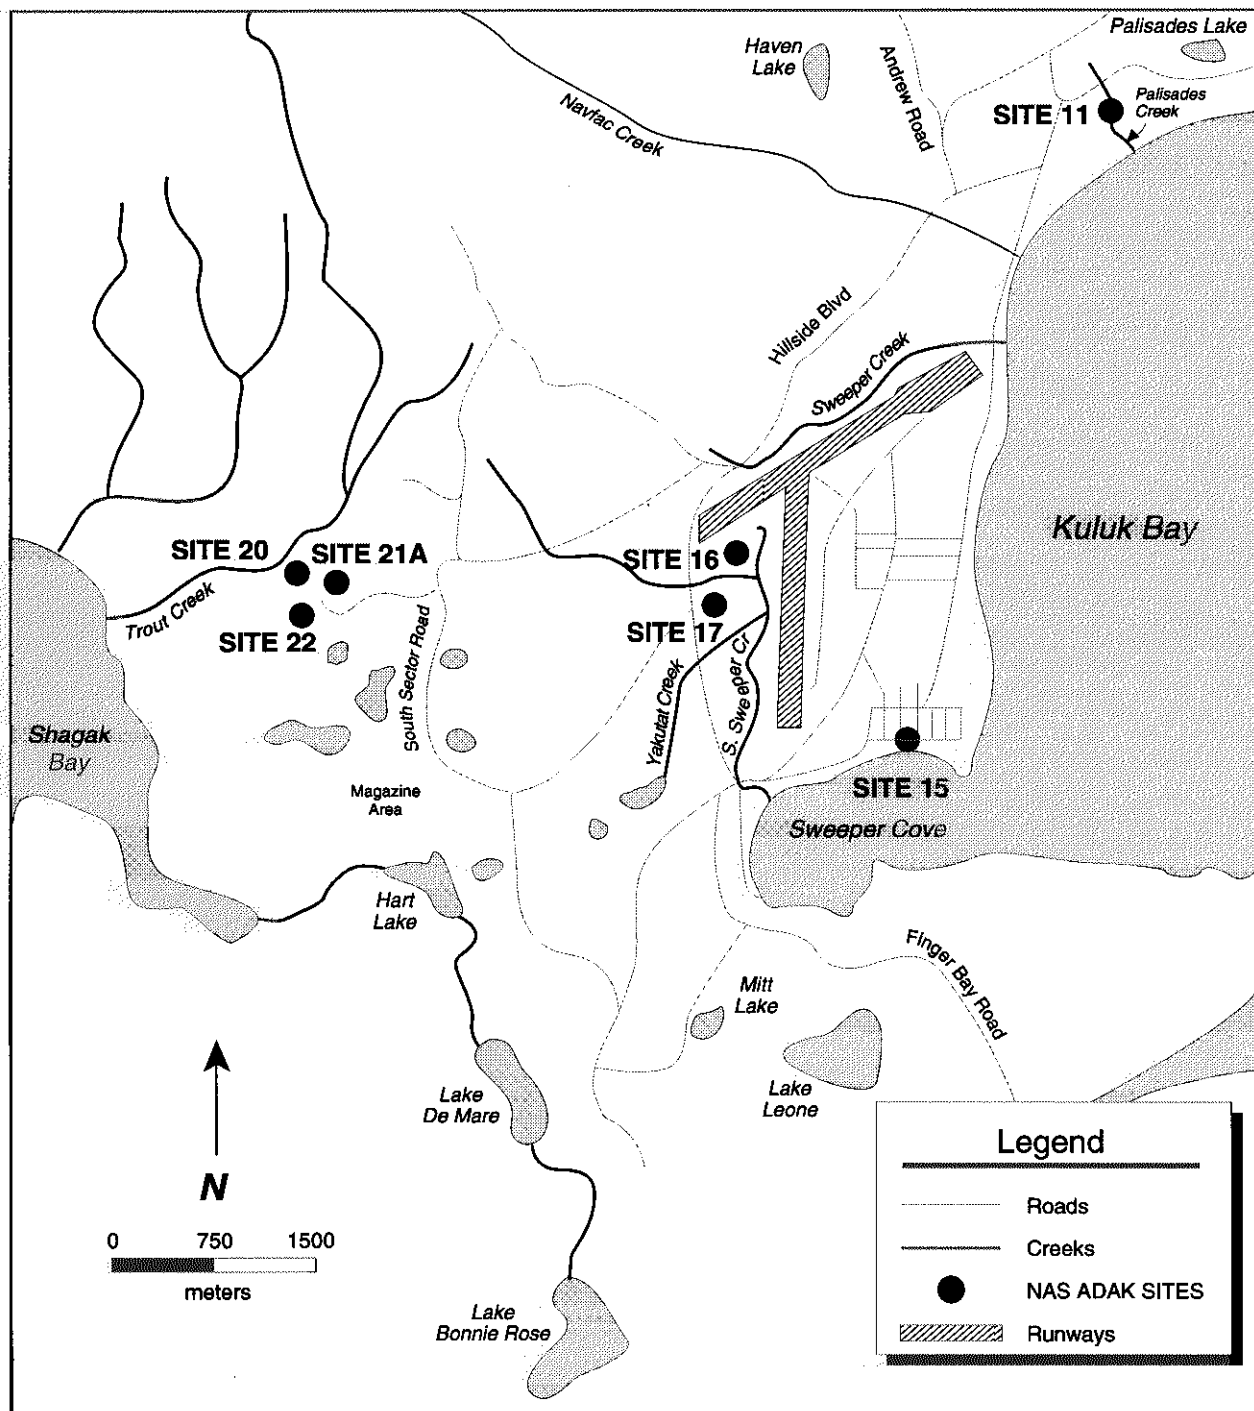 Palisades Lake
Haven
Lake
Andrew Road
Navfac Creek
SITE 11
Palisades
Creek
Hillside Blvd
Sweeper Creek
Kuluk Bay
SITE 20
SITE 21A
SITE 16
Trout Creek
SITE 22
SITE 17
South Sector Road
Yakutat Creek
S. Sweeper Cr
Shagak
Bay
SITE 15
Magazine
Area
Sweeper Cove
Hart
Lake
Finger Bay Road
Mitt
Lake
Lake
De Mare
Lake
Leone
N
0 750 1500
meters
Lake
Bonnie Rose
Legend
Roads
Creeks
NAS ADAK SITES
Runways